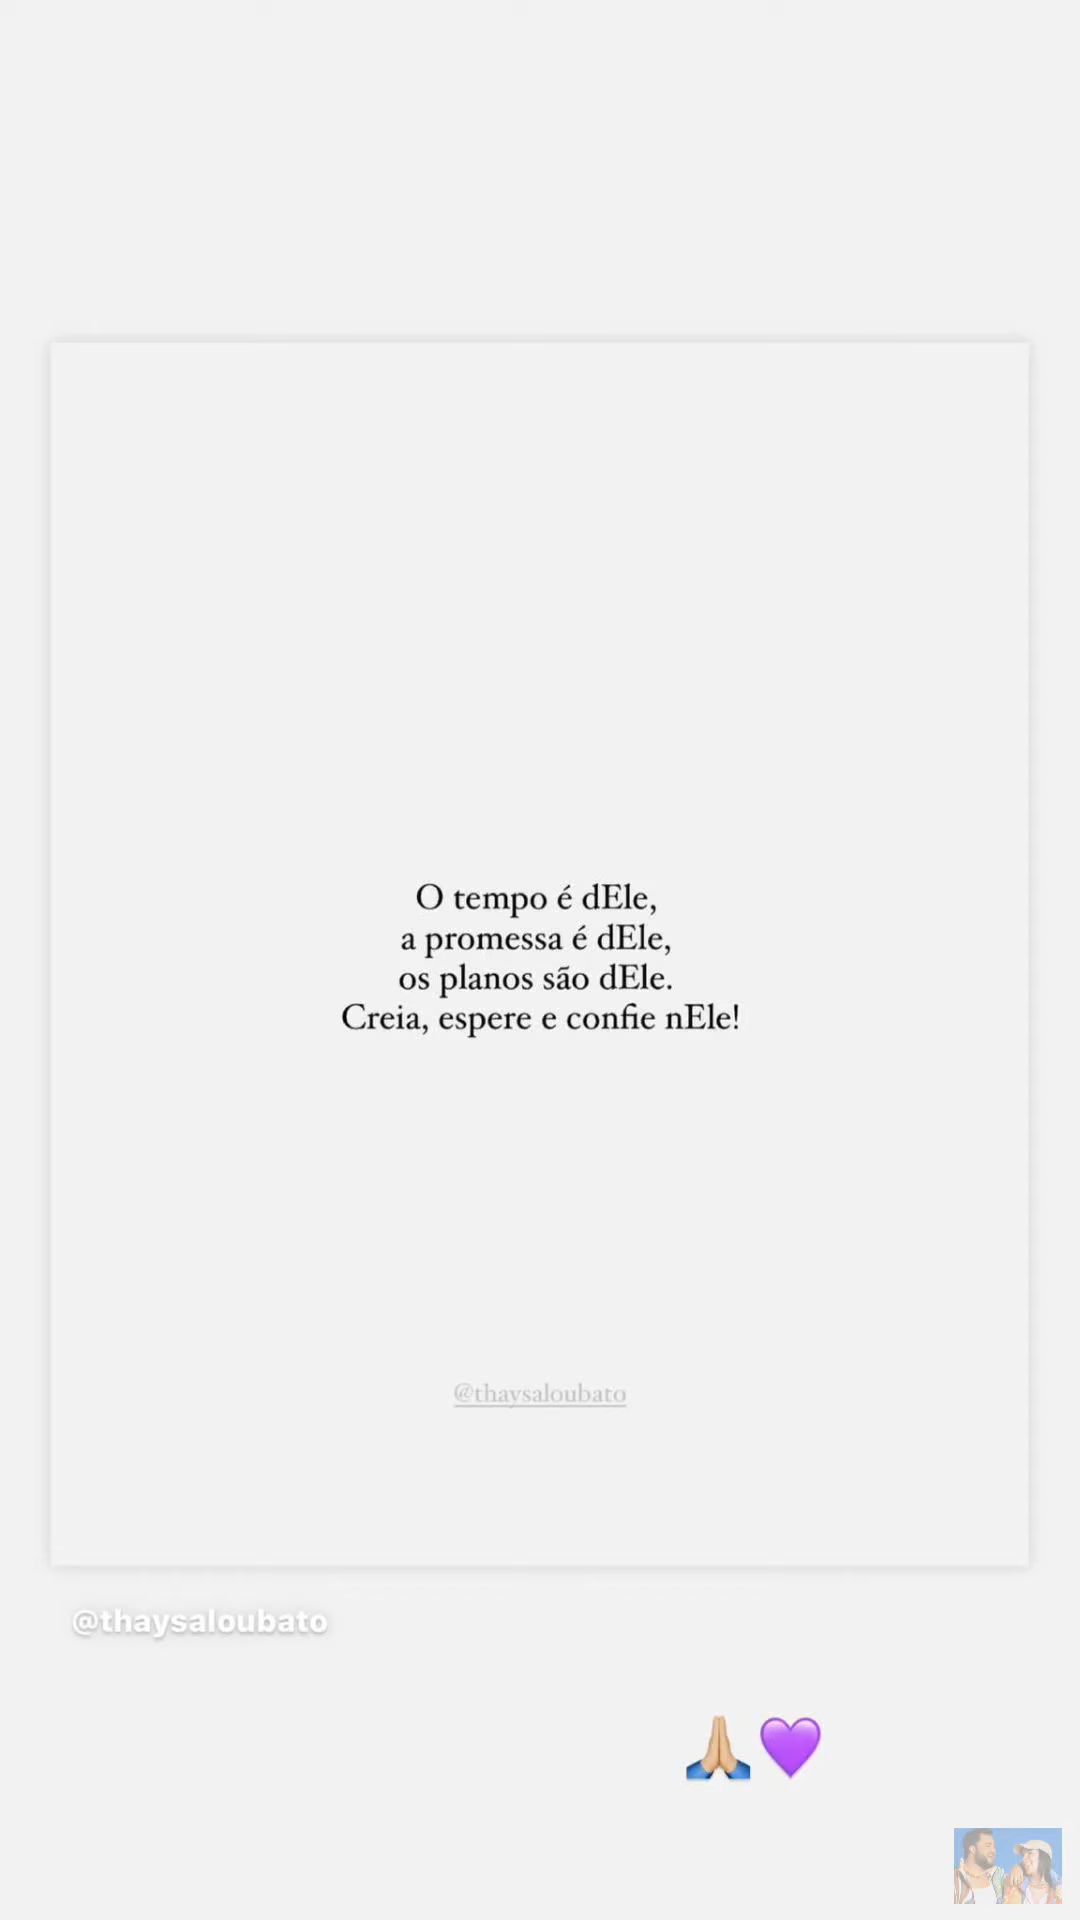 O tempo é dEle,
a promessa é dEle,
os planos são dEle.
Creia, espere e confie nEle!
@thaysaloubato
@thaysaloubato